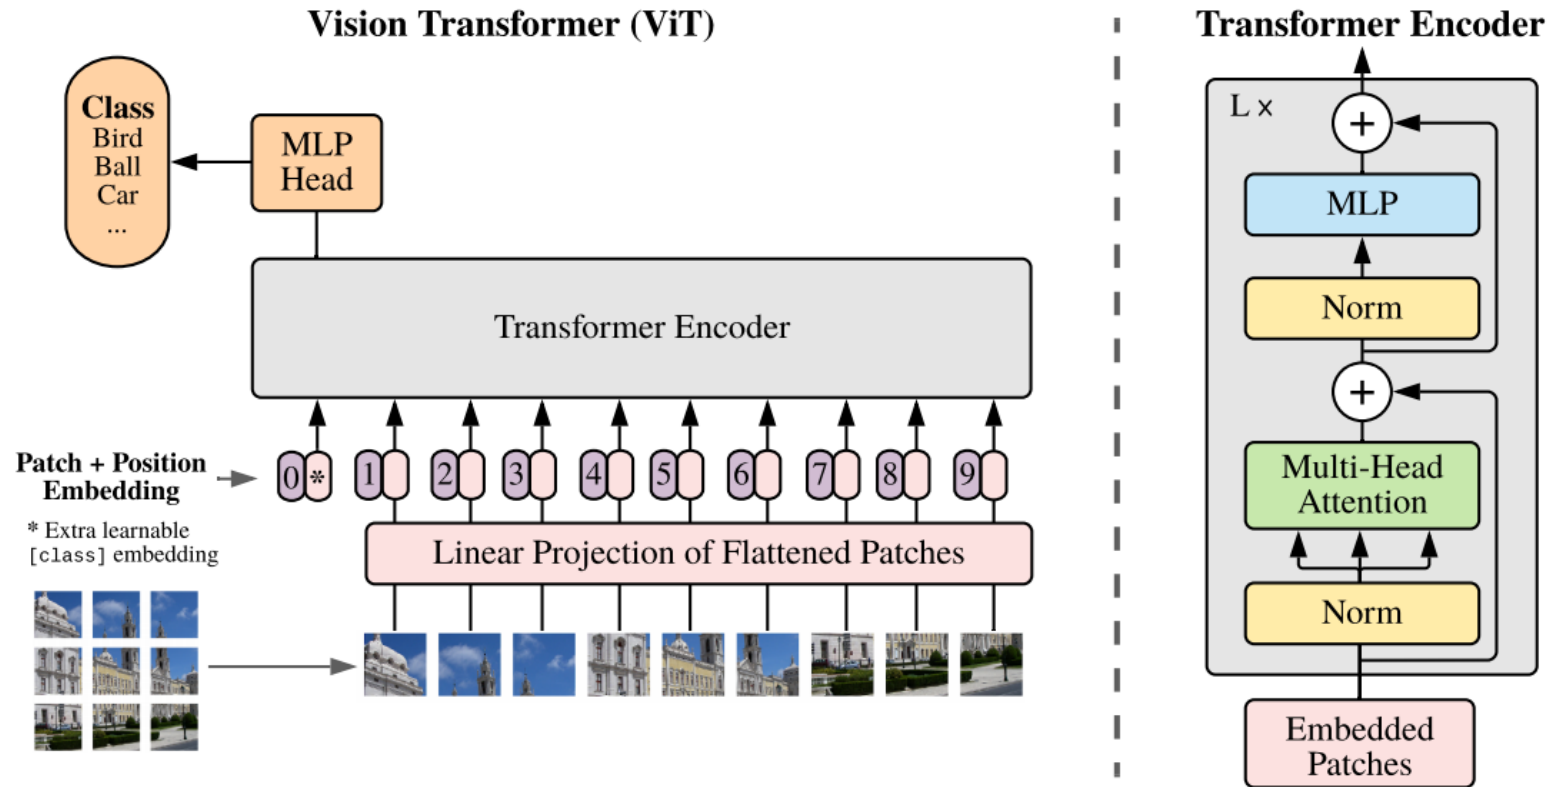 Vision Transformer (ViT)
Class
Bird
Ball
Car
...
MLP
Head
Transformer Encoder
Patch + Position
Embedding
0 * 1 2 3 4 5 6 7 8 9
* Extra learnable
[class] embedding
Linear Projection of Flattened Patches
Transformer Encoder
L ×
+
MLP
Norm
+
Multi-Head
Attention
Norm
Embedded
Patches